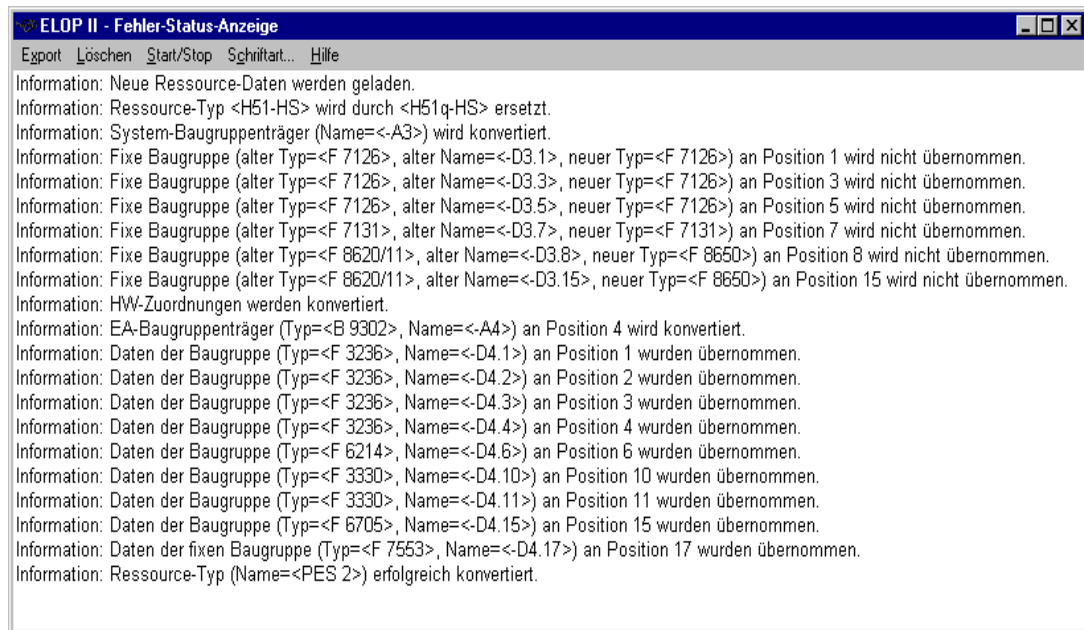 ELOP II - Fehler-Status-Anzeige
Export Löschen Start/Stop Schriftart... Hilfe
Information: Neue Ressource-Daten werden geladen.
Information: Ressource-Typ <H51-HS> wird durch <H51q-HS> ersetzt.
Information: System-Baugruppenträger (Name=<-A3>) wird konvertiert.
Information: Fixe Baugruppe (alter Typ=<F 7126>, alter Name=<-D3.1>, neuer Typ=<F 7126>) an Position 1 wird nicht übernommen.
Information: Fixe Baugruppe (alter Typ=<F 7126>, alter Name=<-D3.3>, neuer Typ=<F 7126>) an Position 3 wird nicht übernommen.
Information: Fixe Baugruppe (alter Typ=<F 7126>, alter Name=<-D3.5>, neuer Typ=<F 7126>) an Position 5 wird nicht übernommen.
Information: Fixe Baugruppe (alter Typ=<F 7131>, alter Name=<-D3.7>, neuer Typ=<F 7131>) an Position 7 wird nicht übernommen.
Information: Fixe Baugruppe (alter Typ=<F 8620/11>, alter Name=<-D3.8>, neuer Typ=<F 8650>) an Position 8 wird nicht übernommen.
Information: Fixe Baugruppe (alter Typ=<F 8620/11>, alter Name=<-D3.15>, neuer Typ=<F 8650>) an Position 15 wird nicht übernommen.
Information: HW-Zuordnungen werden konvertiert.
Information: EA-Baugruppenträger (Typ=<B 9302>, Name=<-A4>) an Position 4 wird konvertiert.
Information: Daten der Baugruppe (Typ=<F 3236>, Name=<-D4.1>) an Position 1 wurden übernommen.
Information: Daten der Baugruppe (Typ=<F 3236>, Name=<-D4.2>) an Position 2 wurden übernommen.
Information: Daten der Baugruppe (Typ=<F 3236>, Name=<-D4.3>) an Position 3 wurden übernommen.
Information: Daten der Baugruppe (Typ=<F 3236>, Name=<-D4.4>) an Position 4 wurden übernommen.
Information: Daten der Baugruppe (Typ=<F 6214>, Name=<-D4.6>) an Position 6 wurden übernommen.
Information: Daten der Baugruppe (Typ=<F 3330>, Name=<-D4.10>) an Position 10 wurden übernommen.
Information: Daten der Baugruppe (Typ=<F 3330>, Name=<-D4.11>) an Position 11 wurden übernommen.
Information: Daten der Baugruppe (Typ=<F 6705>, Name=<-D4.15>) an Position 15 wurden übernommen.
Information: Daten der fixen Baugruppe (Typ=<F 7553>, Name=<-D4.17>) an Position 17 wurden übernommen.
Information: Ressource-Typ (Name=<PES 2>) erfolgreich konvertiert.